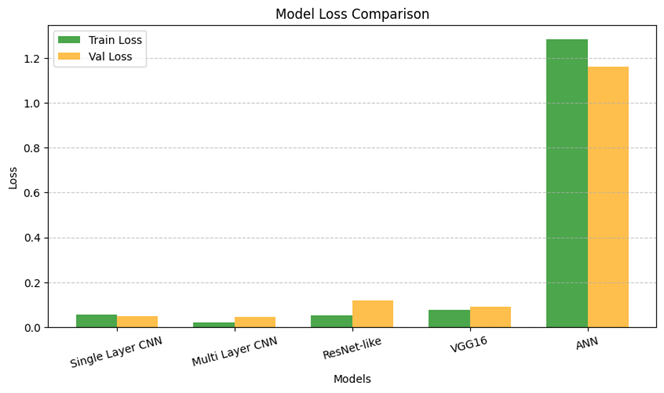 Model Loss Comparison
Train Loss
Val Loss
1.2
1.0
0.8
0.6
0.4
0.2
0.0
Loss
Single Layer CNN
Multi Layer CNN
ResNet-like
VGG16
ANN
Models